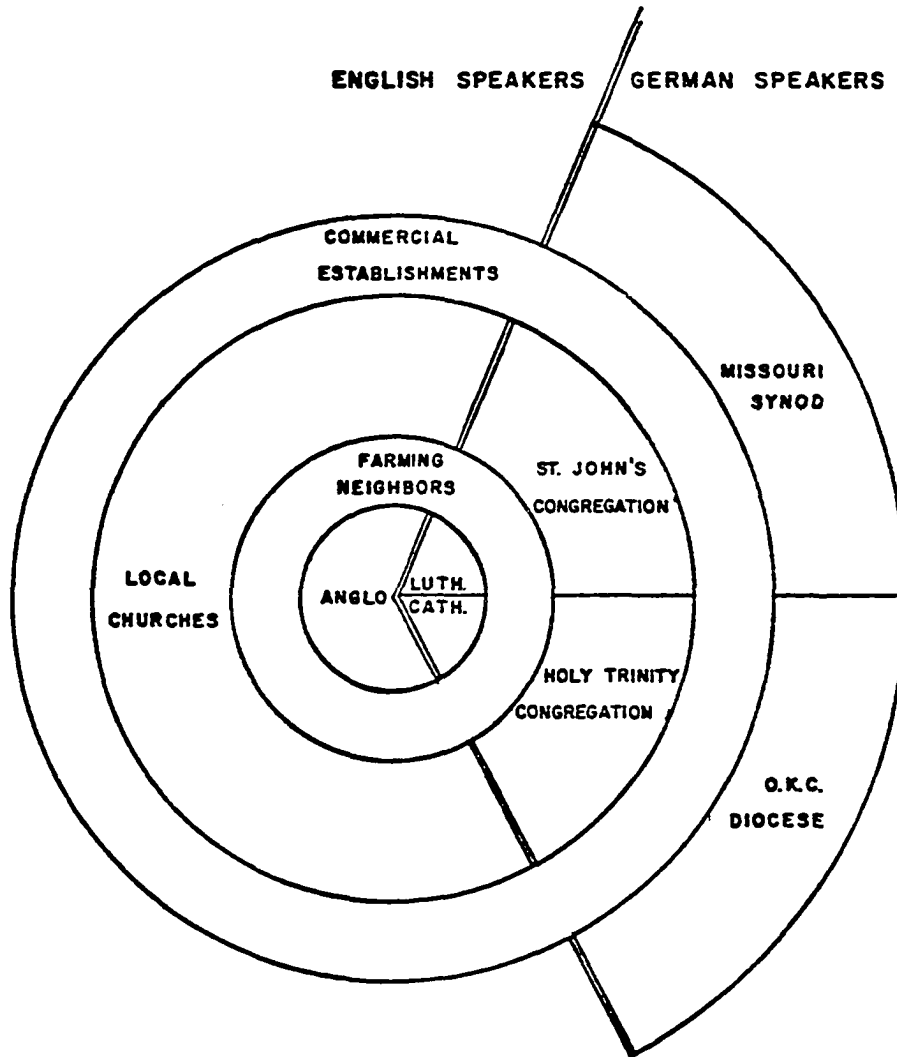 ENGLISH SPEAKERS
GERMAN SPEAKERS
COMMERCIAL
ESTABLISHMENTS
MISSOURI
SYNOD
FARMING
NEIGHBORS
ST. JOHN'S
CONGREGATION
LOCAL
CHURCHES
ANGLO
LUTH.
CATH.
HOLY TRINITY
CONGREGATION
O.K.C.
DIOCESE